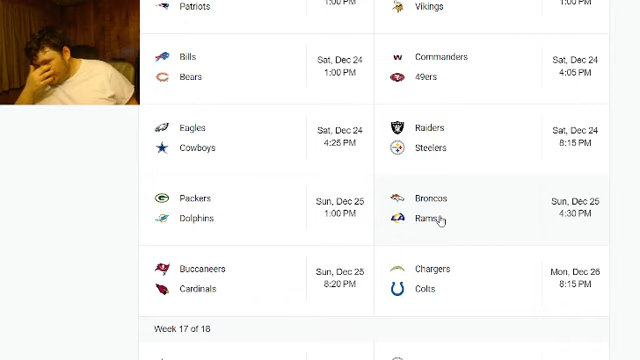 Patriots
1:00 PM
Vikings
1:00 PM
Bills
Bears
Sat, Dec 24
1:00 PM
Commanders
49ers
Sat, Dec 24
4:05 PM
Eagles
Cowboys
Sat, Dec 24
4:25 PM
Raiders
Steelers
Sat, Dec 24
8:15 PM
Packers
Dolphins
Sun, Dec 25
1:00 PM
Broncos
Rams
Sun, Dec 25
4:30 PM
Buccaneers
Cardinals
Sun, Dec 25
8:20 PM
Chargers
Colts
Mon, Dec 26
8:15 PM
Week 17 of 18